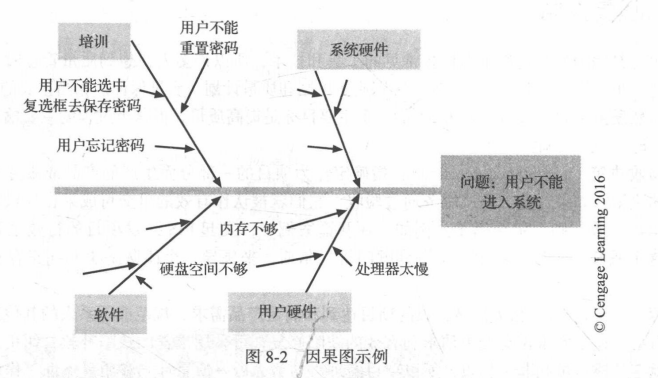 培训
用户不能
重置密码
系统硬件
用户不能选中
复选框去保存密码
用户忘记密码
问题：用户不能
进入系统
内存不够
硬盘空间不够
处理器太慢
软件
用户硬件
© Cengage Learning 2016
图 8-2 因果图示例